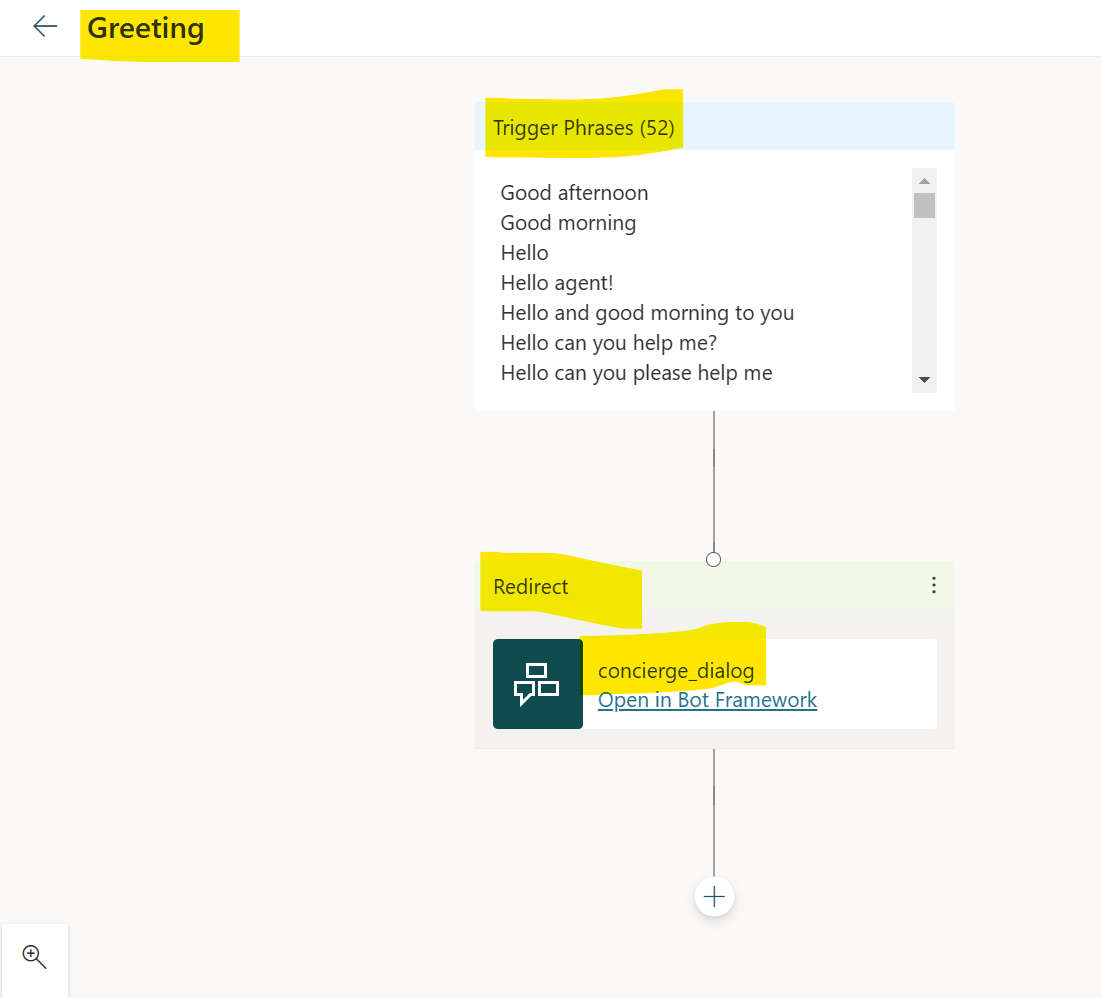 Greeting
Trigger Phrases (52)
Good afternoon
Good morning
Hello
Hello agent!
Hello and good morning to you
Hello can you help me?
Hello can you please help me
Redirect
concierge_dialog
Open in Bot Framework